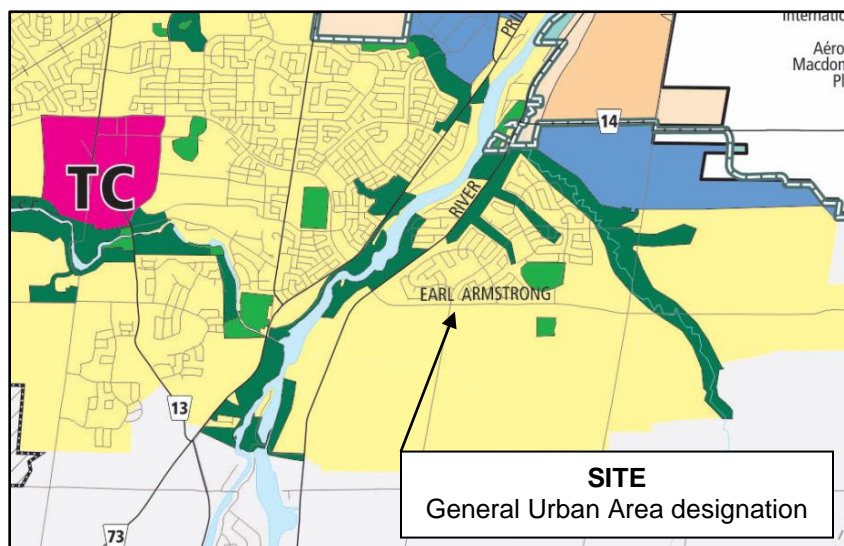 Internatio
Aéro
Macdon
Pl
PRI
14
TC
RIVER
EARL ARMSTRONG
13
SITE
General Urban Area designation
73